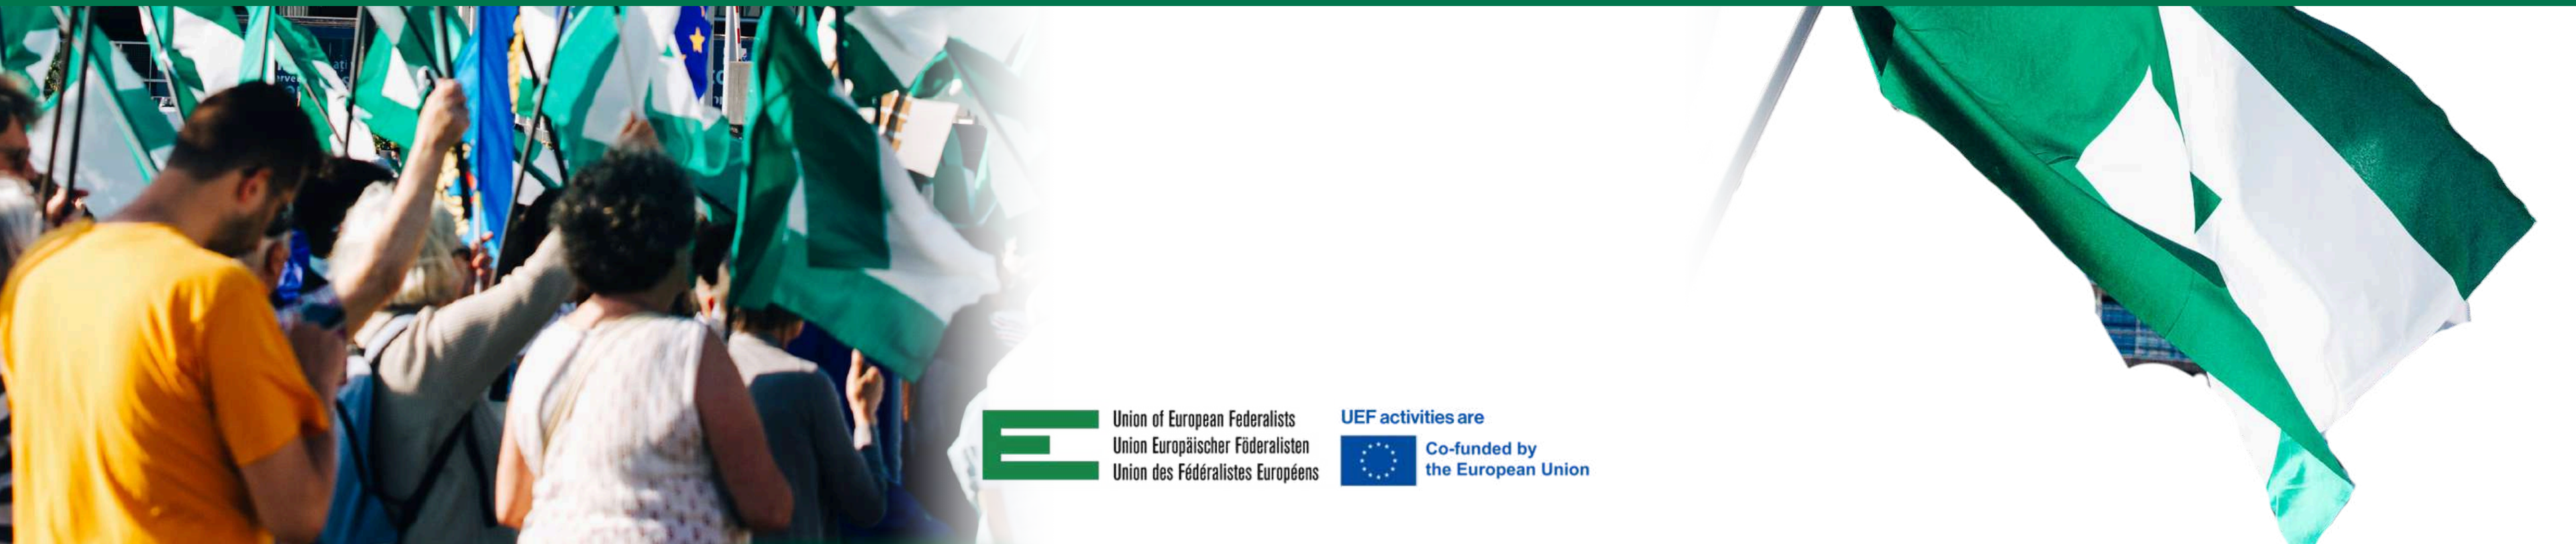 Union of European Federalists
Union Europäischer Föderalisten
Union des Fédéralistes Européens
UEF activities are
Co-funded by
the European Union